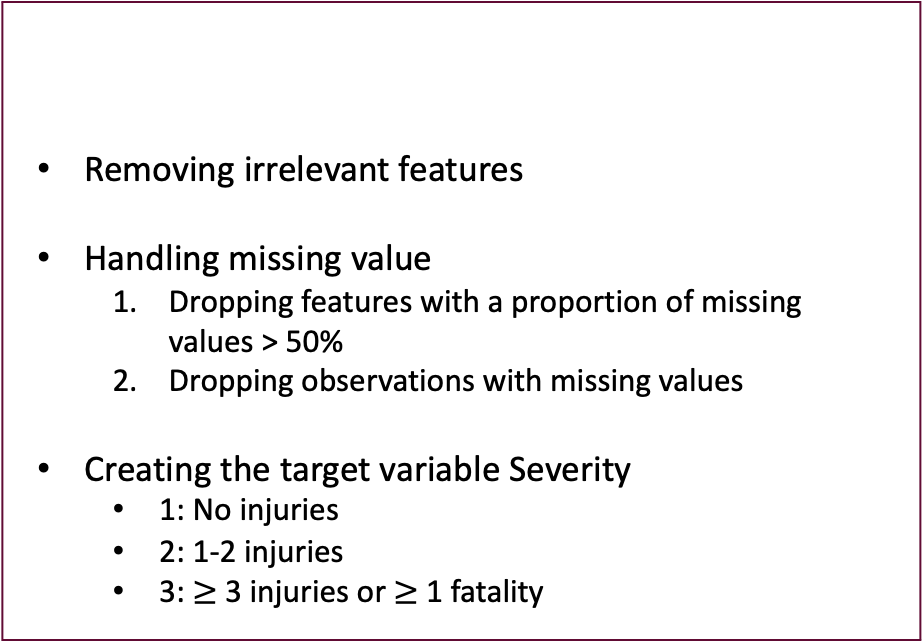 • Removing irrelevant features
• Handling missing value
1. Dropping features with a proportion of missing
values > 50%
2. Dropping observations with missing values
• Creating the target variable Severity
• 1: No injuries
• 2: 1-2 injuries
• 3: ≥ 3 injuries or ≥ 1 fatality